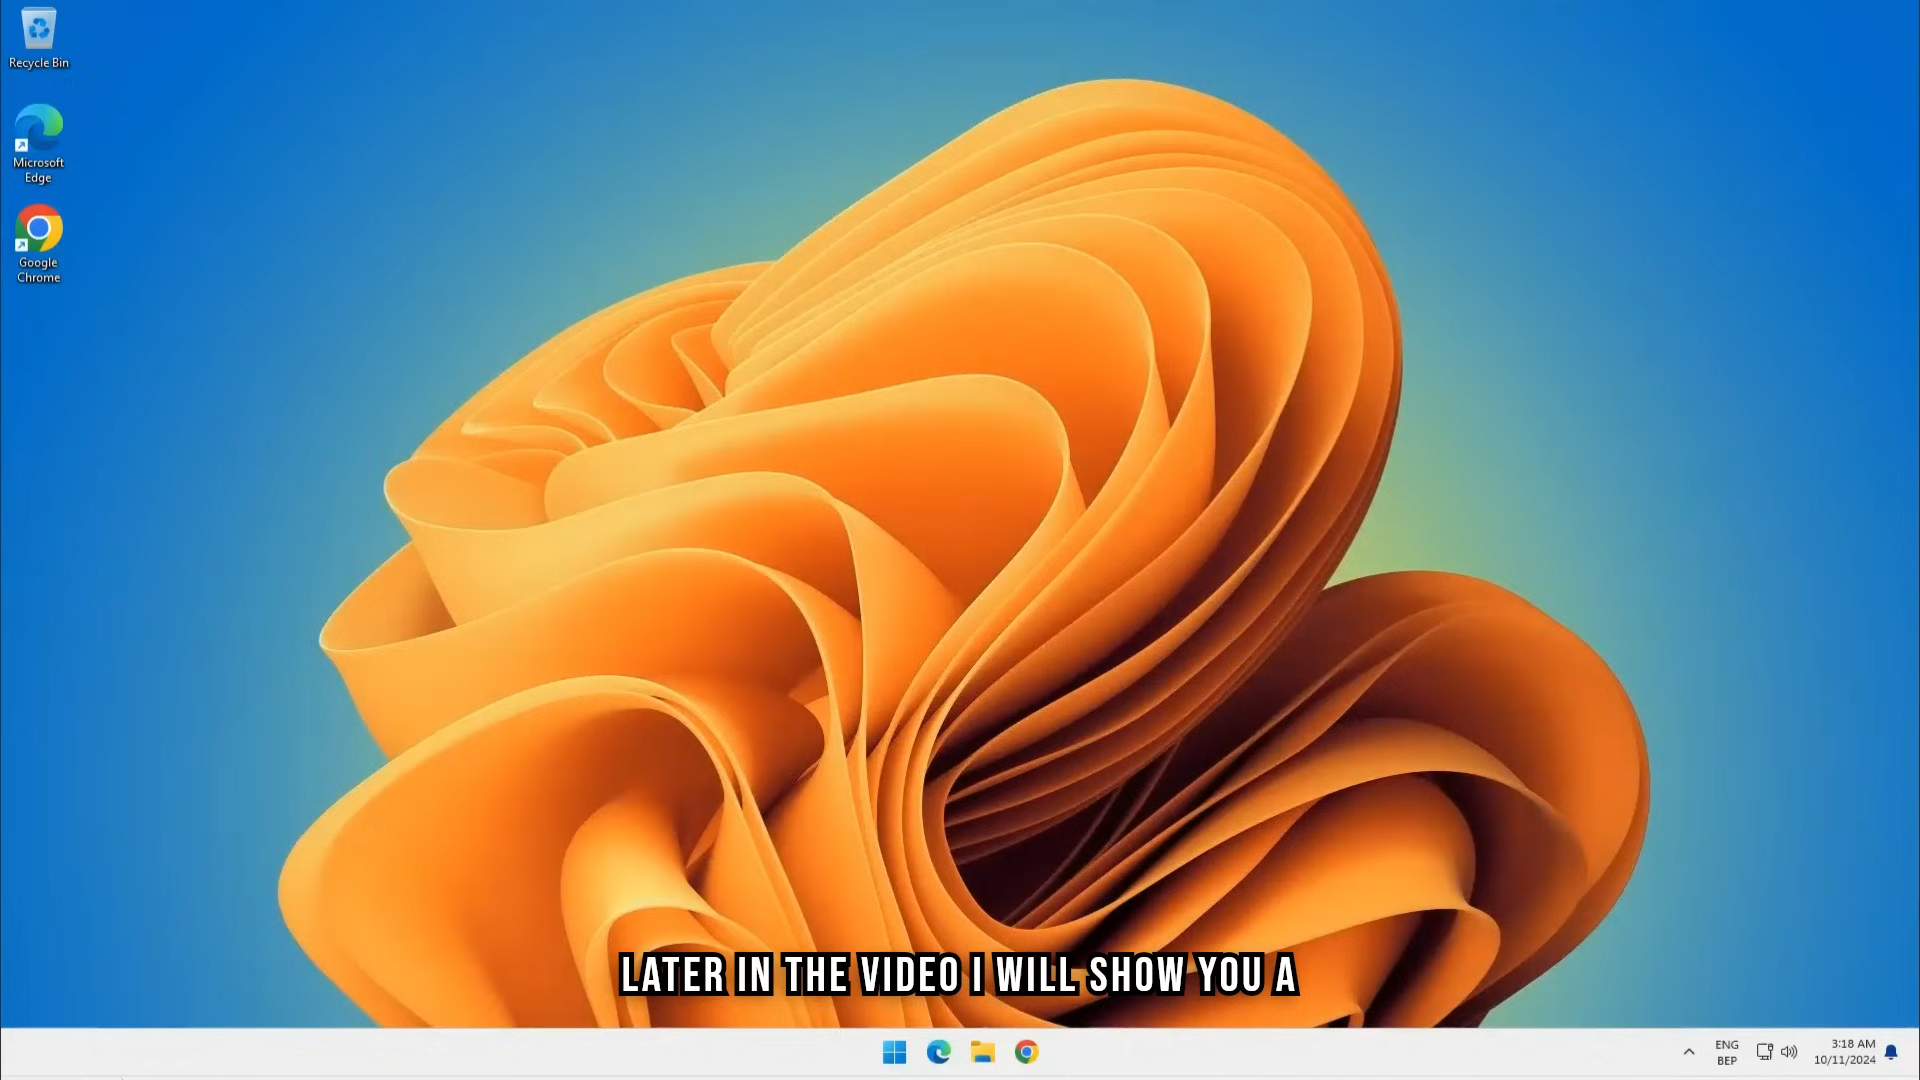 Recycle Bin
Microsoft
Edge
Google
Chrome
LATER IN THE VIDEO I WILL SHOW YOU A
ENG
BEP
3:18 AM
10/11/2024